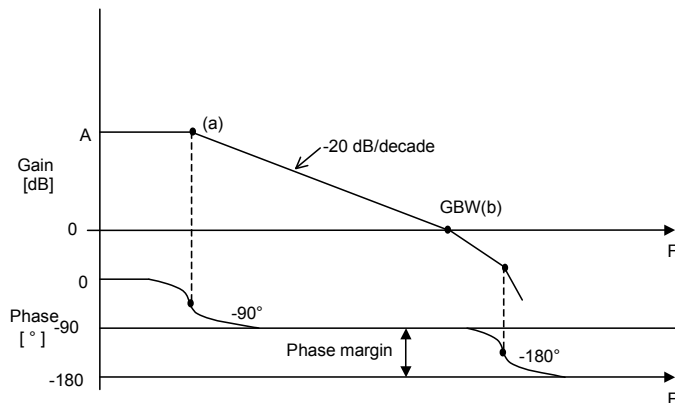 (a)
A
-20 dB/decade
Gain
[dB]
GBW(b)
0
F
0
Phase
[ ° ]
-90
-90°
Phase margin
-180°
-180
F